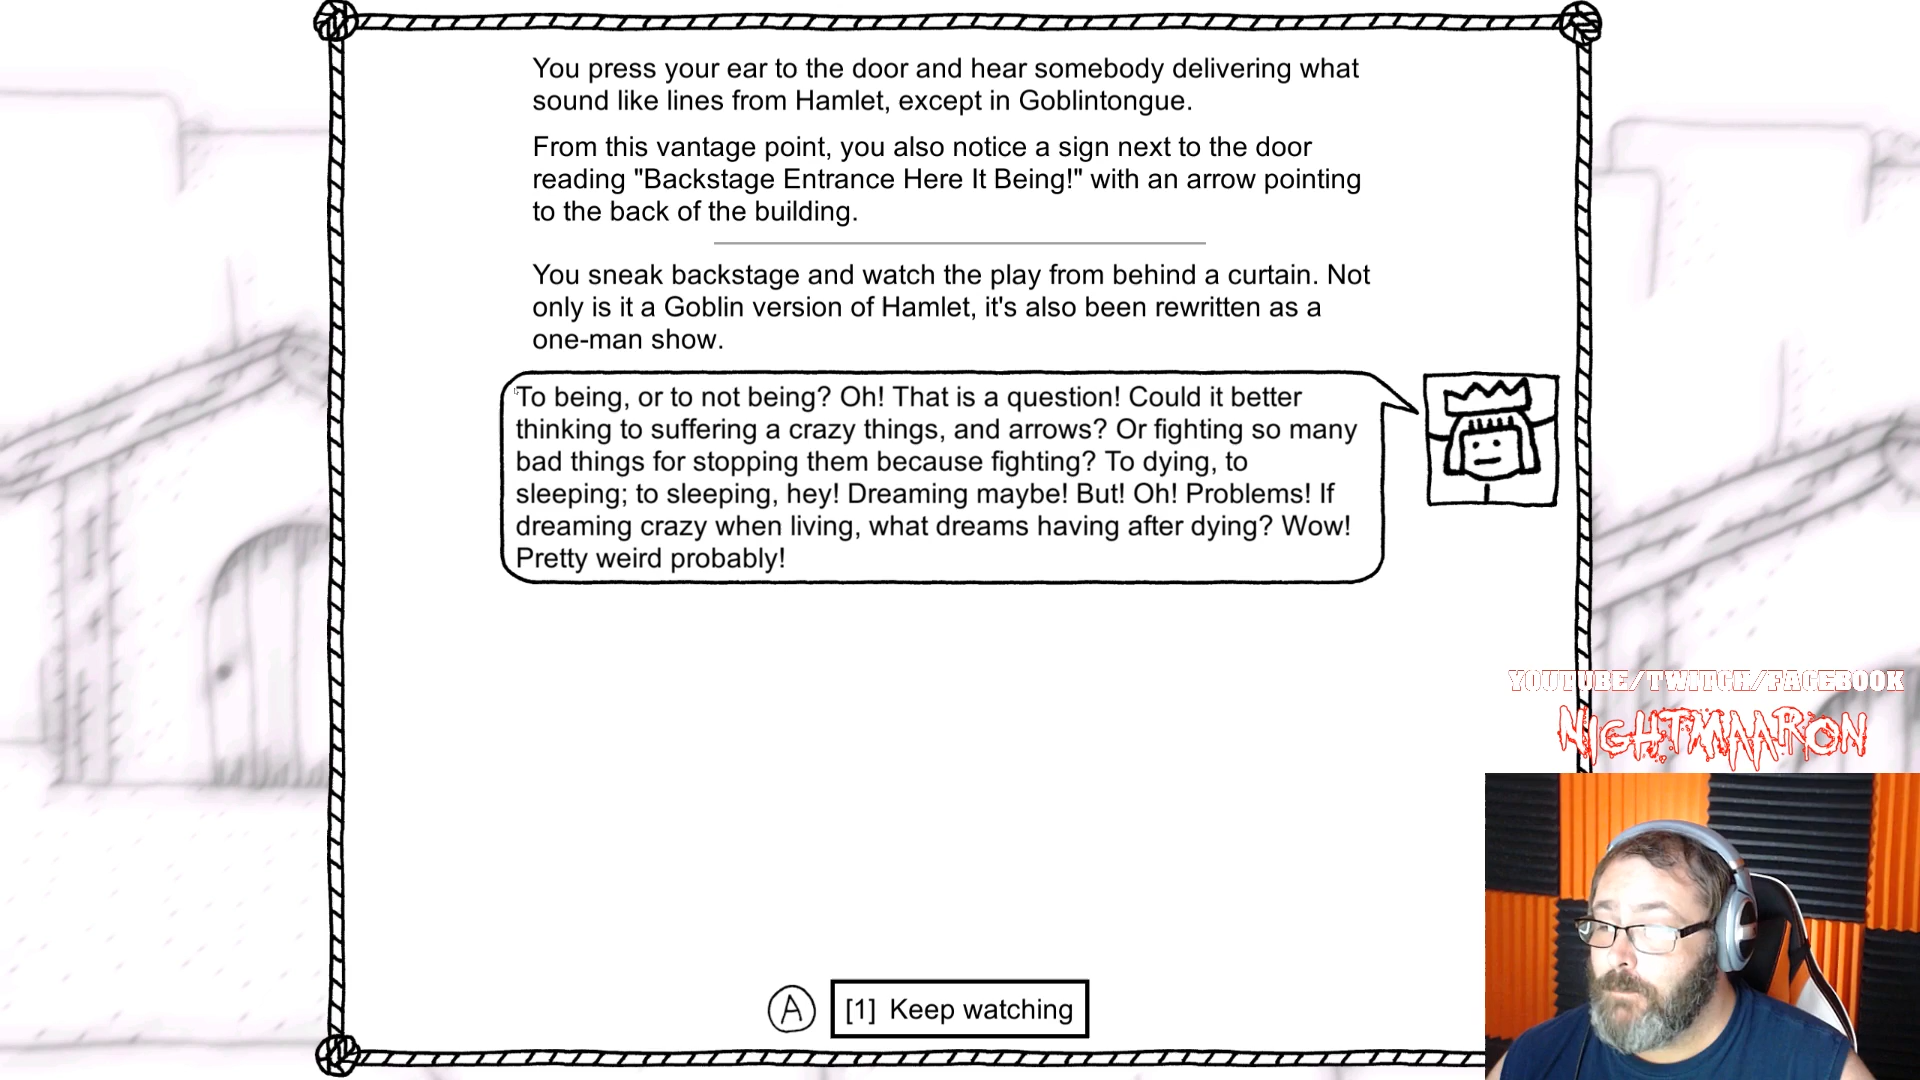 You press your ear to the door and hear somebody delivering what
sound like lines from Hamlet, except in Goblintongue.
From this vantage point, you also notice a sign next to the door
reading "Backstage Entrance Here It Being!" with an arrow pointing
to the back of the building.
You sneak backstage and watch the play from behind a curtain. Not
only is it a Goblin version of Hamlet, it's also been rewritten as a
one-man show.
To being, or to not being? Oh! That is a question! Could it better
thinking to suffering a crazy things, and arrows? Or fighting so many
bad things for stopping them because fighting? To dying, to
sleeping; to sleeping, hey! Dreaming maybe! But! Oh! Problems! If
dreaming crazy when living, what dreams having after dying? Wow!
Pretty weird probably!
YOUTUBE/TWITCH/FACEBOOK
NIGHTMAARON
A [1] Keep watching